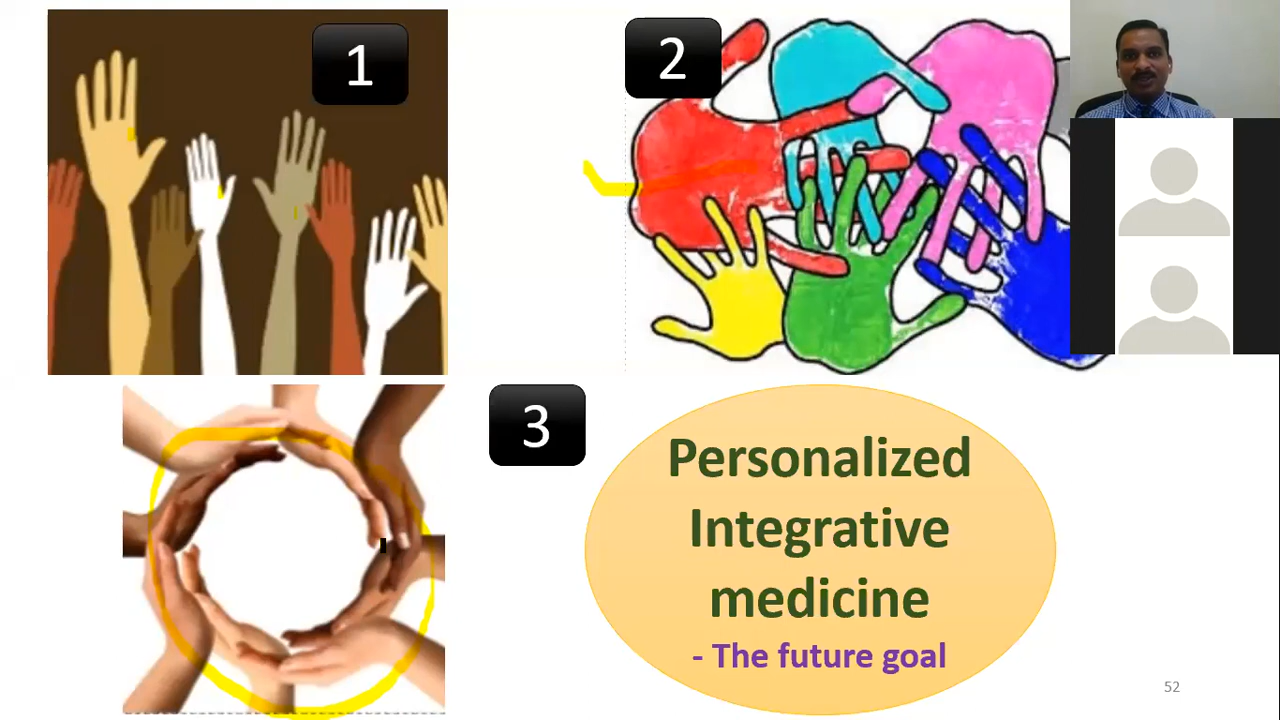 1
2
3
Personalized
Integrative
medicine
- The future goal
52